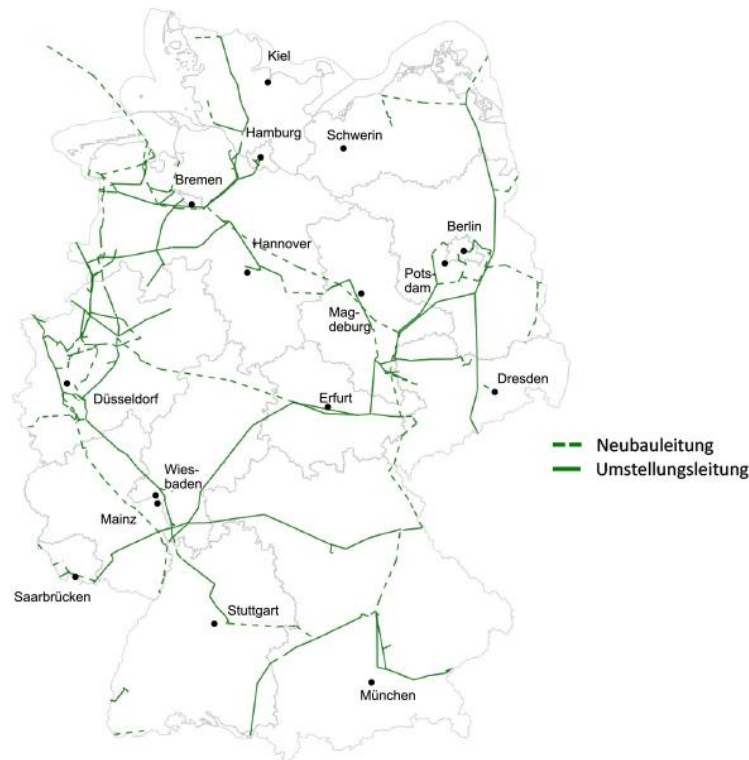 Kiel
Hamburg
Schwerin
Bremen
Berlin
Hannover
Pots-
dam
Mag-
deburg
Düsseldorf
Erfurt
Dresden
Neubauleitung
Umstellungsleitung
Wies-
baden
Mainz
Saarbrücken
Stuttgart
München